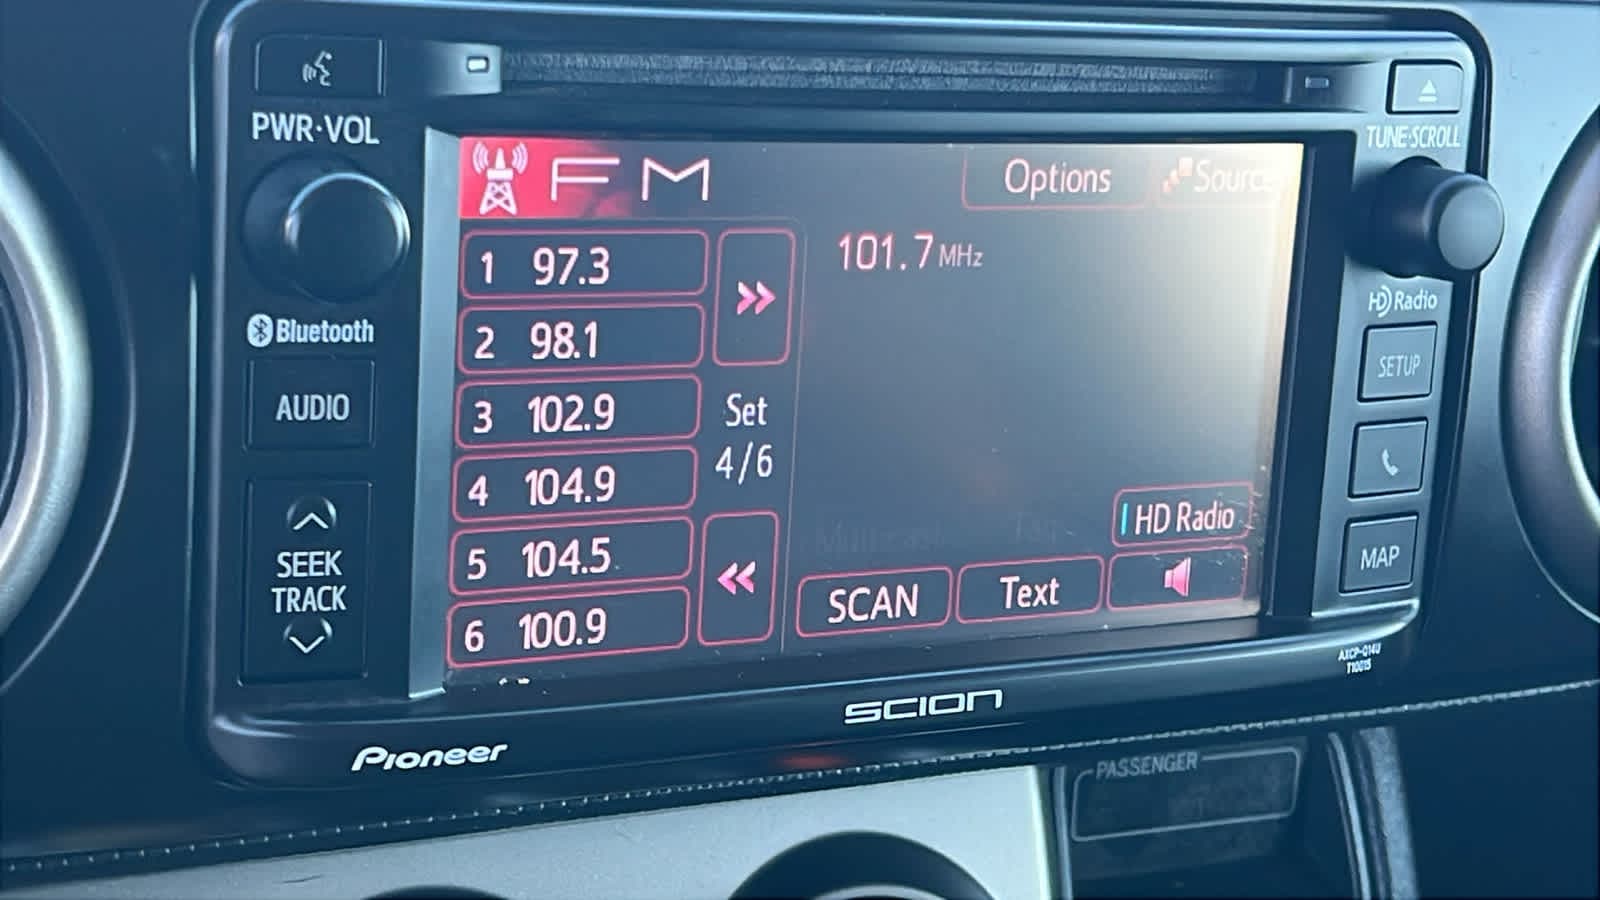 PWR·VOL
TUNE·SCROLL
FM
Options
Source
1 97.3
101.7 MHz
2 98.1
HD Radio
Bluetooth
SETUP
3 102.9
Set
AUDIO
4/6
4 104.9
HD Radio
SEEK
TRACK
5 104.5
MAP
SCAN
Text
6 100.9
AXCP-Q14U
T10015
SCION
Pioneer
PASSENGER